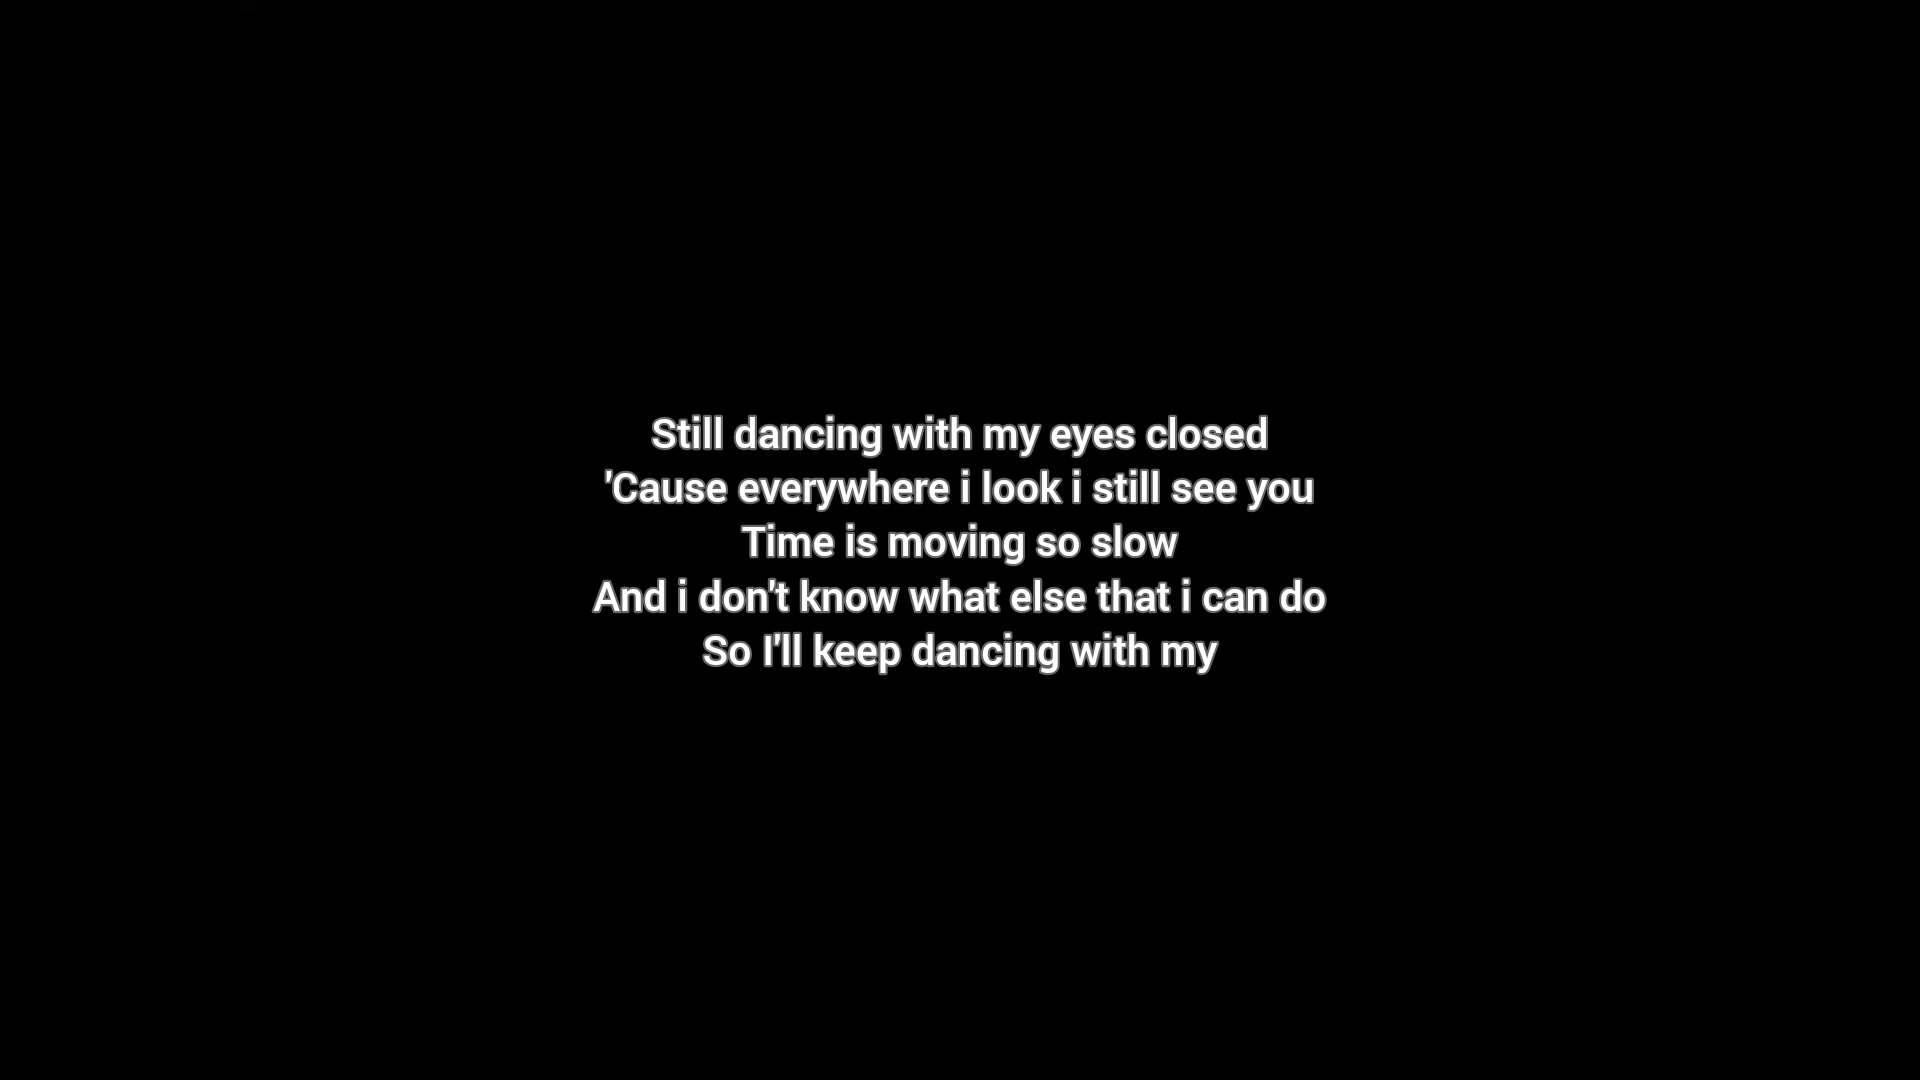 Still dancing with my eyes closed
'Cause everywhere i look i still see you
Time is moving so slow
And i don't know what else that i can do
So I'll keep dancing with my